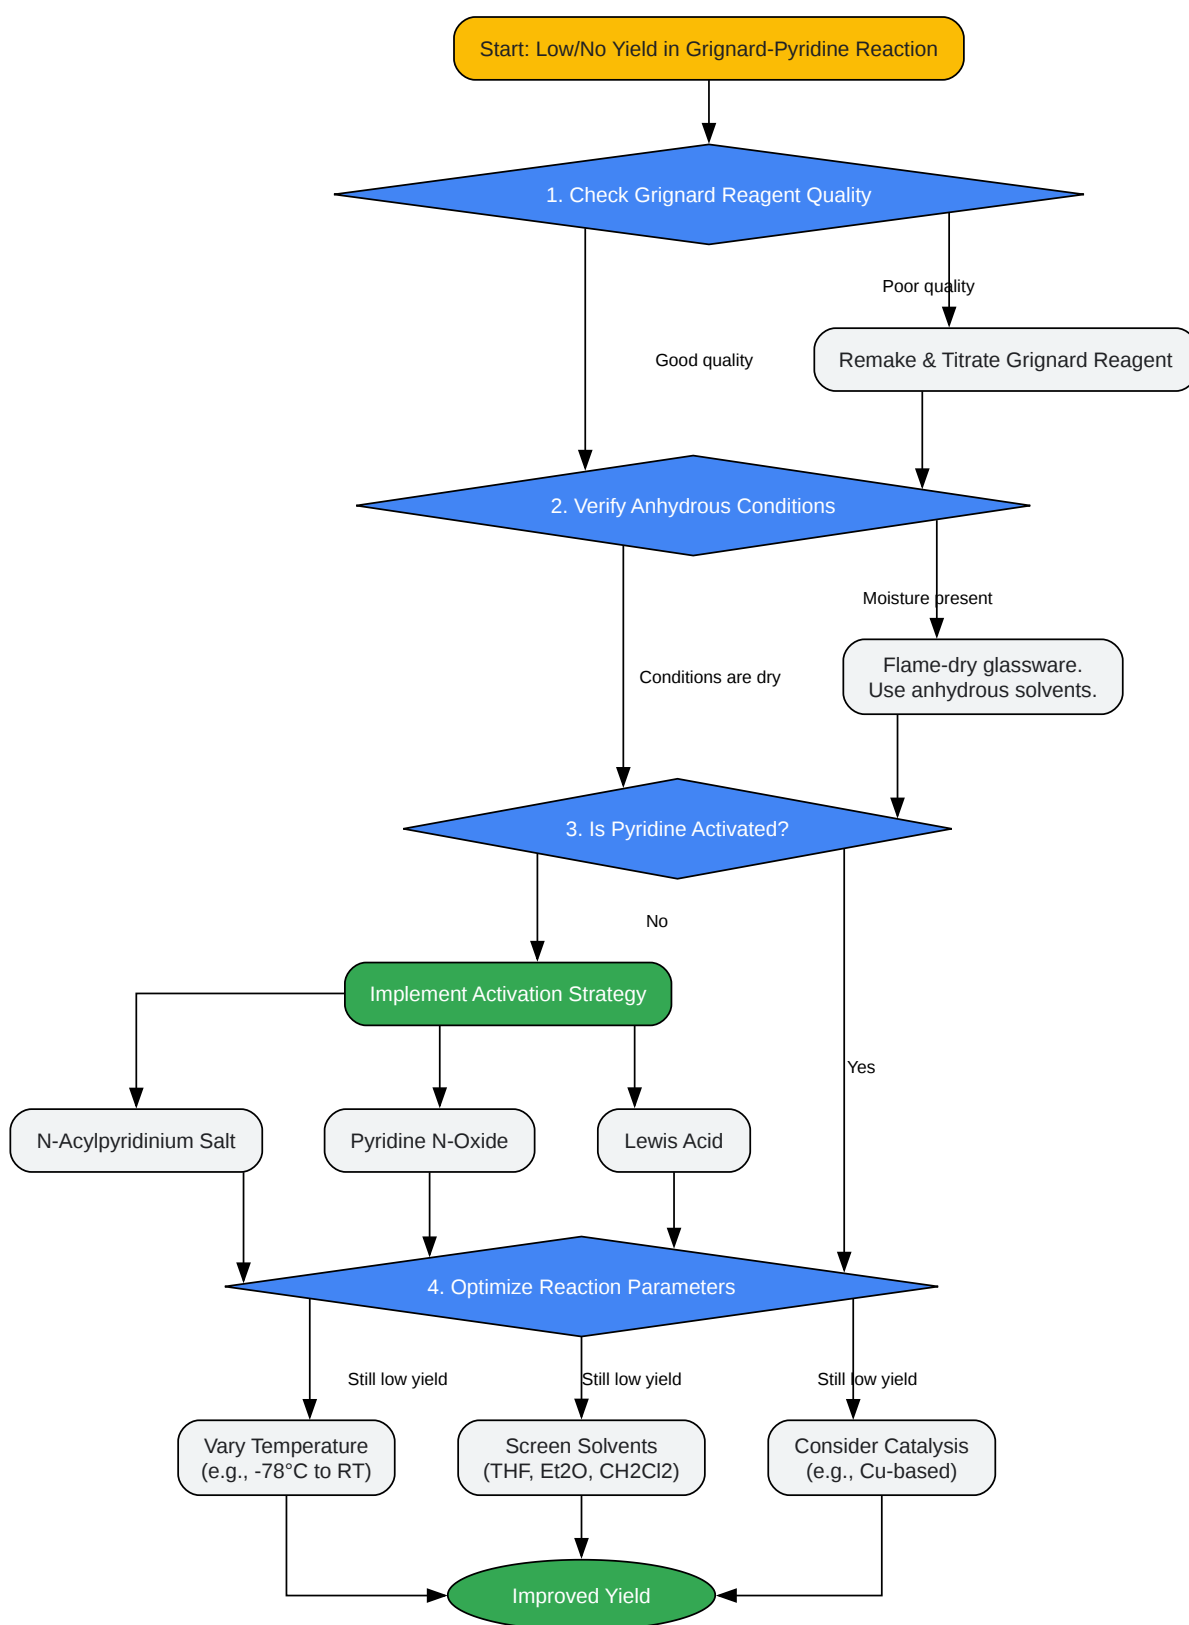 Start: Low/No Yield in Grignard-Pyridine Reaction
1. Check Grignard Reagent Quality
Poor quality
Good quality
Remake & Titrate Grignard Reagent
2. Verify Anhydrous Conditions
Moisture present
Conditions are dry
Flame-dry glassware.
Use anhydrous solvents.
3. Is Pyridine Activated?
No
Implement Activation Strategy
Yes
N-Acylpyridinium Salt
Pyridine N-Oxide
Lewis Acid
4. Optimize Reaction Parameters
Still low yield
Still low yield
Still low yield
Vary Temperature
(e.g., -78°C to RT)
Screen Solvents
(THF, Et2O, CH2Cl2)
Consider Catalysis
(e.g., Cu-based)
Improved Yield